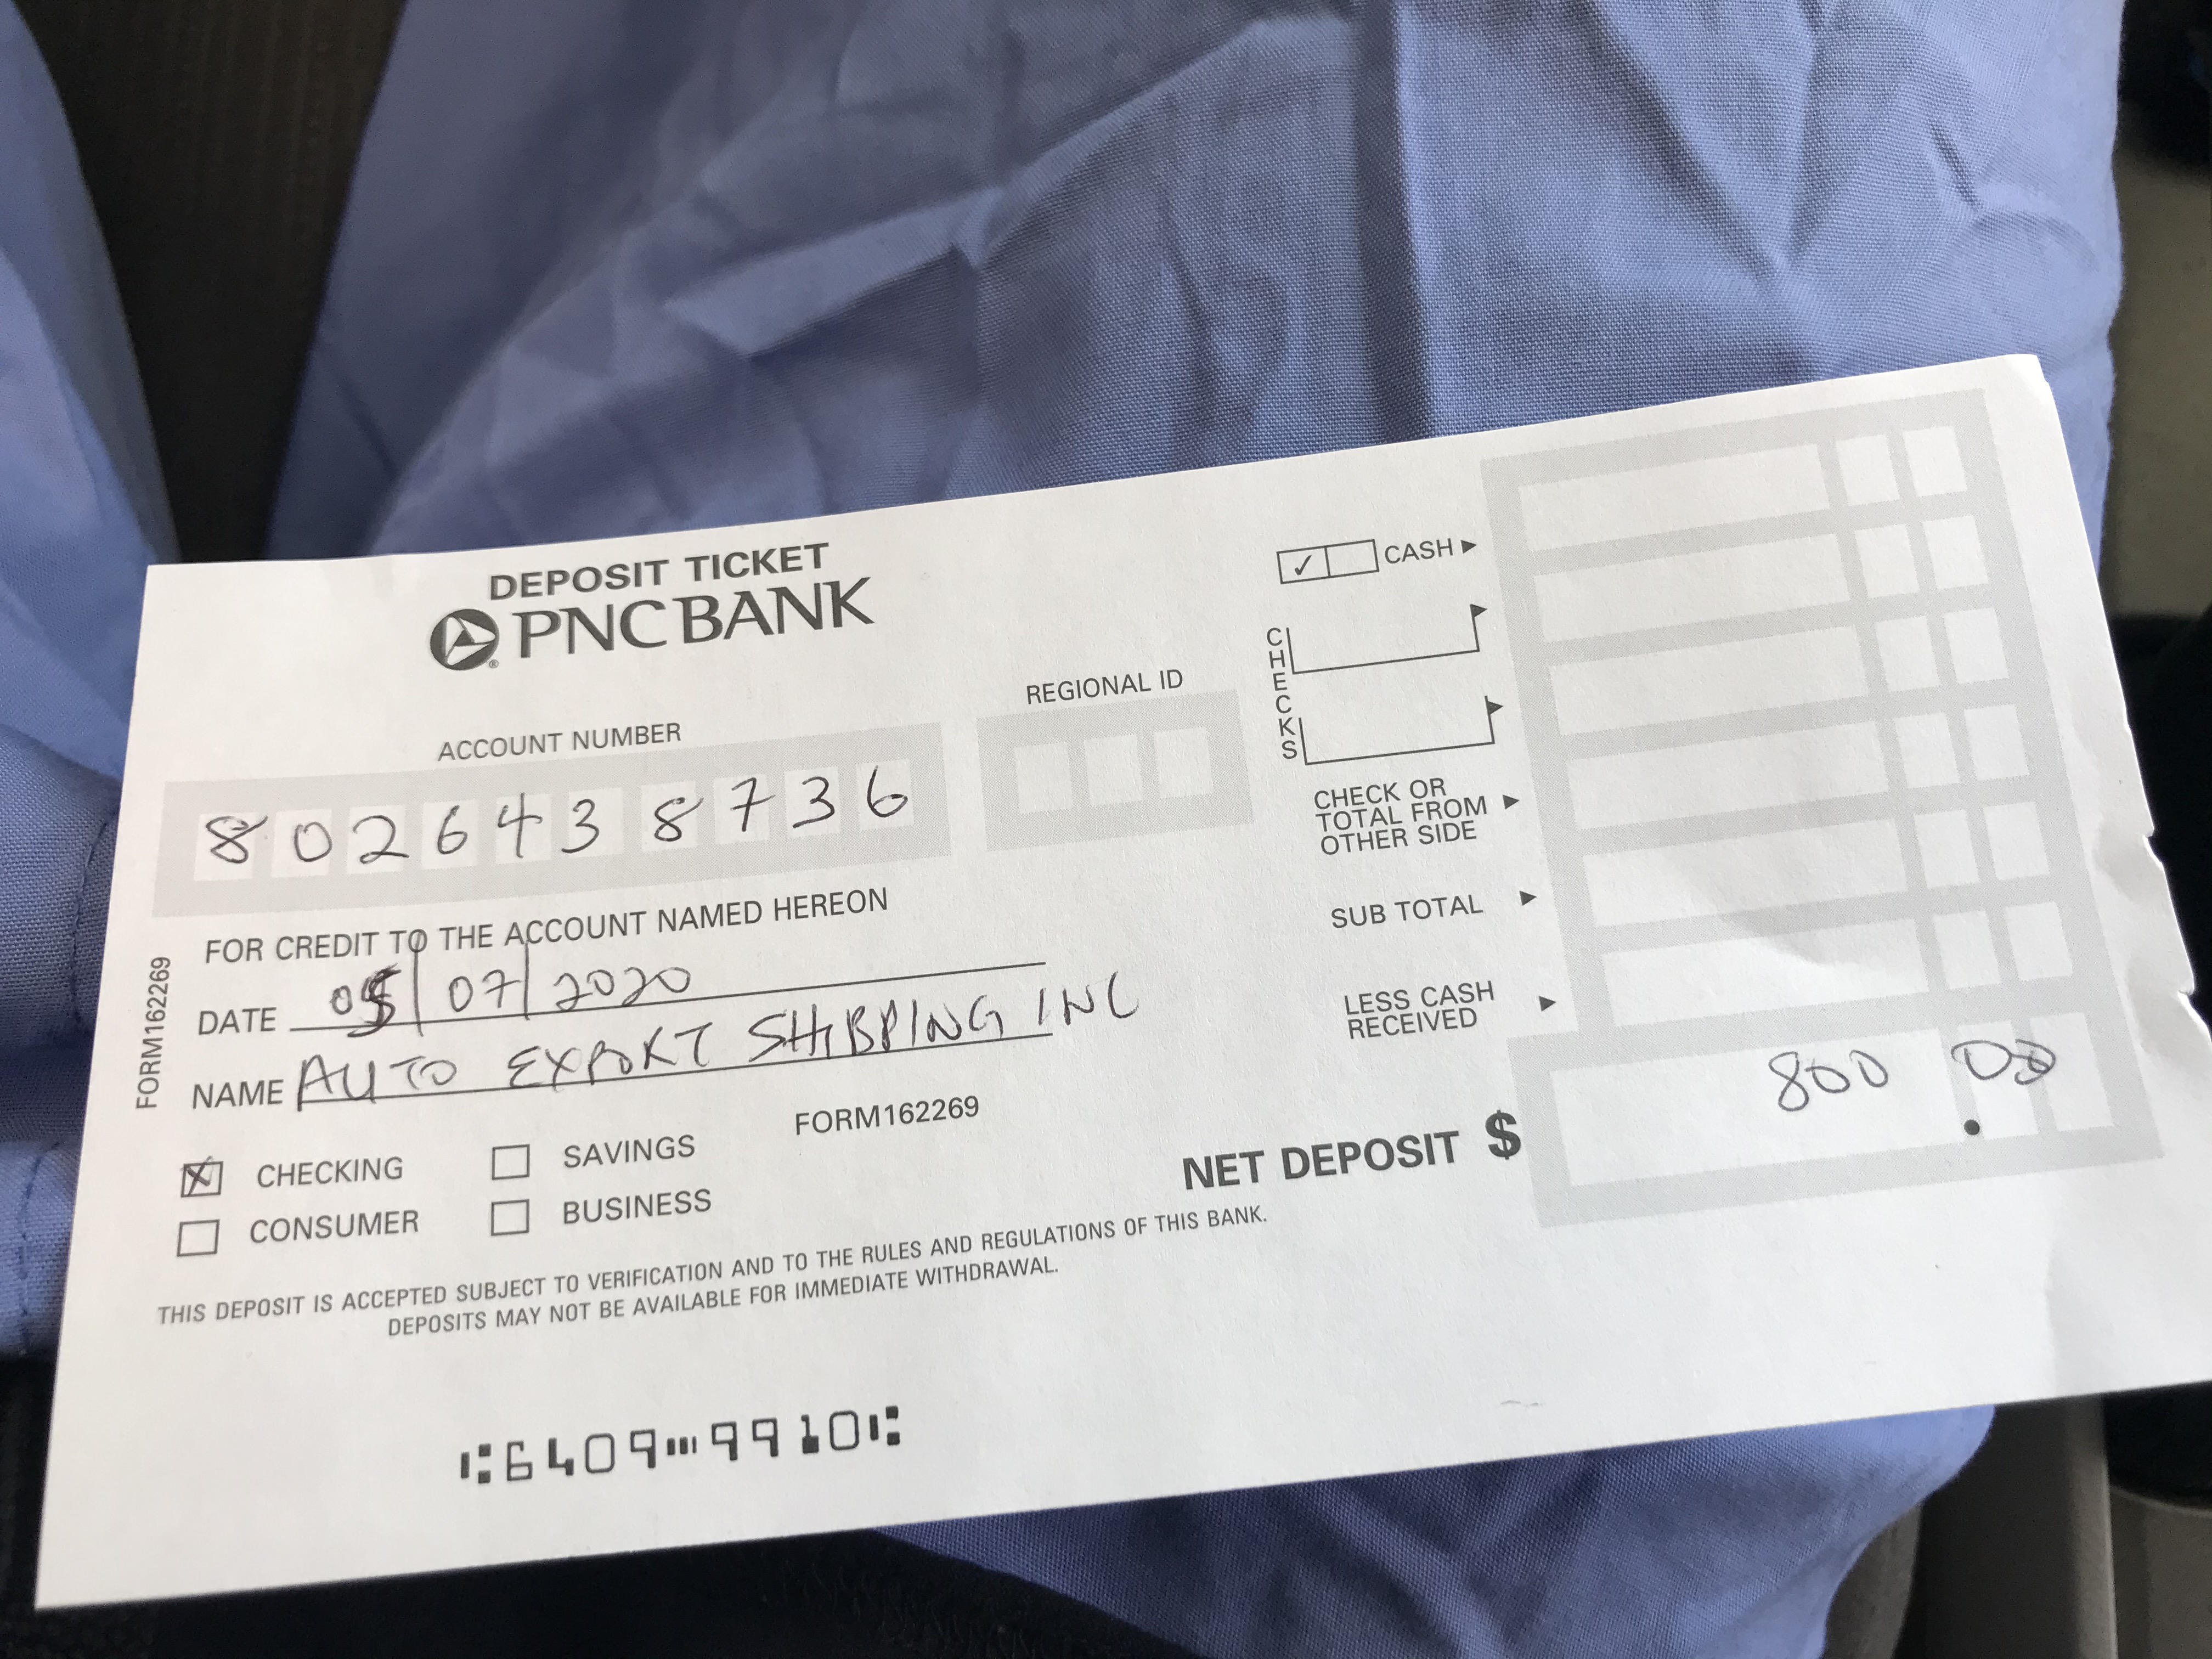 DEPOSIT TICKET
PNC BANK
ACCOUNT NUMBER
REGIONAL ID
8026438736
FOR CREDIT TO THE ACCOUNT NAMED HEREON
DATE 07/2020
NAME AUTO EXPORT SHIPPING INC
FORM162269
CHECKING
SAVINGS
FORM162269
CONSUMER
BUSINESS
THIS DEPOSIT IS ACCEPTED SUBJECT TO VERIFICATION AND TO THE RULES AND REGULATIONS OF THIS BANK.
DEPOSITS MAY NOT BE AVAILABLE FOR IMMEDIATE WITHDRAWAL.
⑆6409⑈9910⑆
CASH
CHECKS
CHECK OR
TOTAL FROM
OTHER SIDE
SUB TOTAL
LESS CASH
RECEIVED
NET DEPOSIT $ 800.00